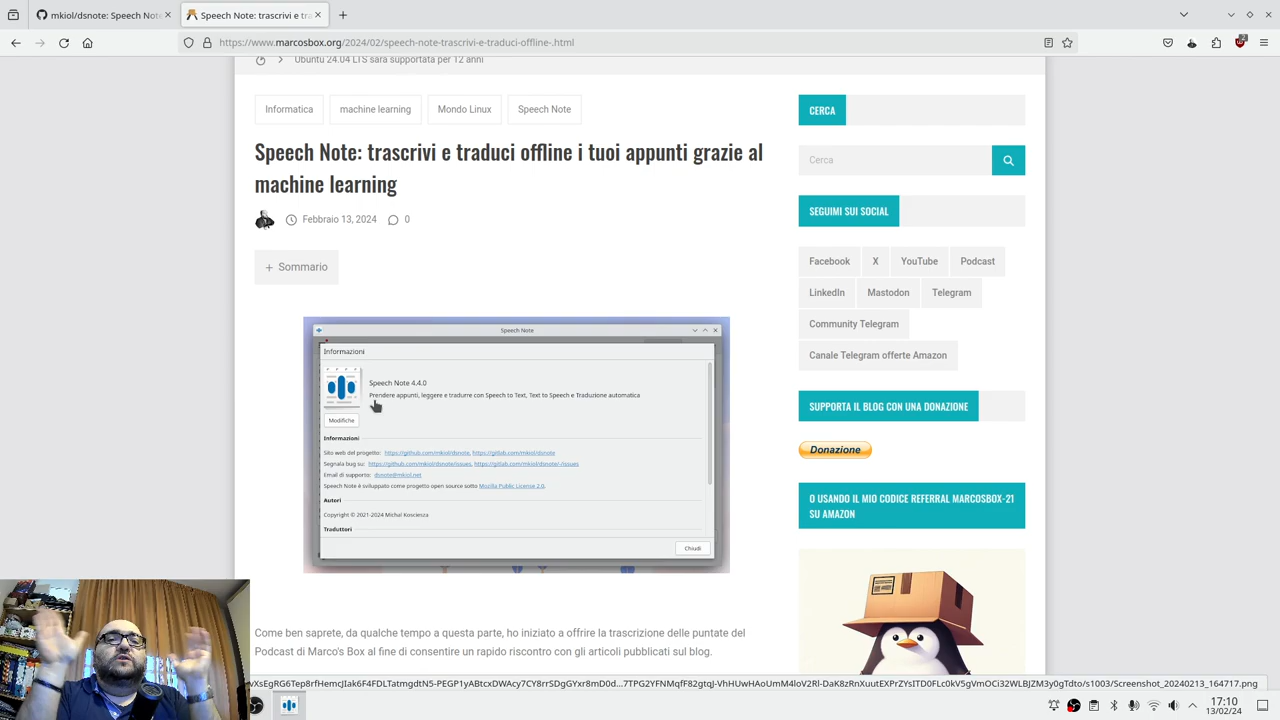 mkiol/dsnote: Speech Note
Speech Note: trascrivi e tra
https://www.marcosbox.org/2024/02/speech-note-trascrivi-e-traduci-offline-.html
Ubuntu 24.04 LTS sarà supportata per 12 anni
Informatica
machine learning
Mondo Linux
Speech Note
Speech Note: trascrivi e traduci offline i tuoi appunti grazie al
machine learning
Febbraio 13, 2024
0
+ Sommario
Speech Note
Informazioni
Speech Note 4.4.0
Prendere appunti, leggere e tradurre con Speech to Text, Text to Speech e Traduzione automatica
Modifiche
Informazioni
Sito web del progetto: https://github.com/mkiol/dsnote, https://gitlab.com/mkiol/dsnote
Segnala bug su: https://github.com/mkiol/dsnote/issues, https://gitlab.com/mkiol/dsnote/-/issues
Email di supporto: dsnote@mkiol.net
Speech Note è sviluppato come progetto open source sotto Mozilla Public License 2.0.
Autori
Copyright © 2021-2024 Michal Kosciesza
Traduttori
Chiudi
Come ben saprete, da qualche tempo a questa parte, ho iniziato a offrire la trascrizione delle puntate del
Podcast di Marco's Box al fine di consentire un rapido riscontro con gli articoli pubblicati sul blog.
CERCA
Cerca
SEGUIMI SUI SOCIAL
Facebook
X
YouTube
Podcast
LinkedIn
Mastodon
Telegram
Community Telegram
Canale Telegram offerte Amazon
SUPPORTA IL BLOG CON UNA DONAZIONE
Donazione
O USANDO IL MIO CODICE REFERRAL MARCOSBOX-21
SU AMAZON
17:10
13/02/24